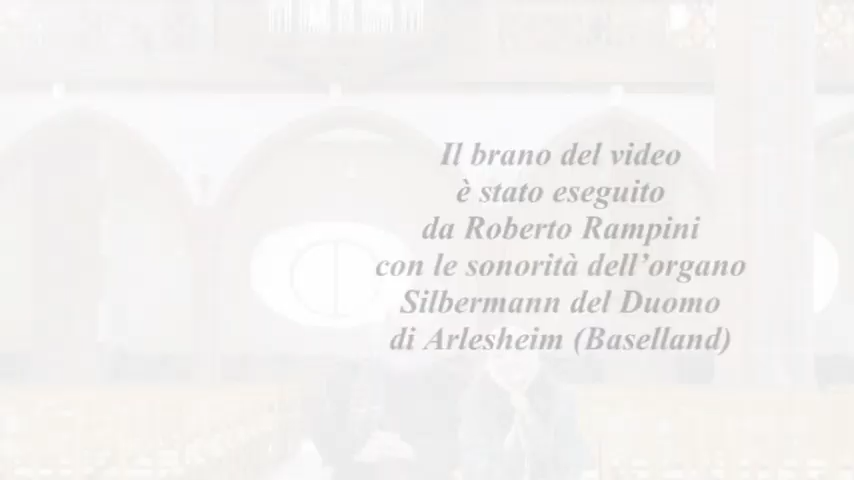 Il brano del video
è stato eseguito
da Roberto Rampini
con le sonorità dell'organo
Silbermann del Duomo
di Arlesheim (Baselland)